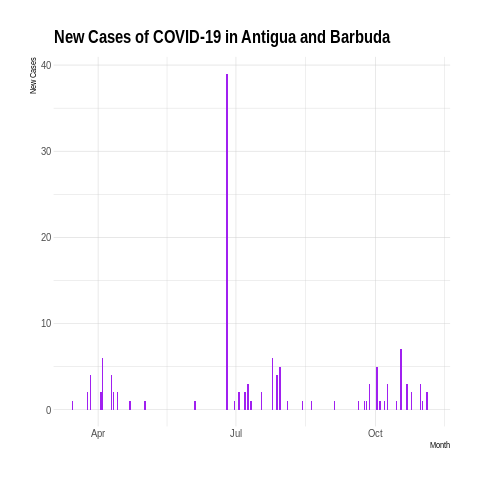 New Cases of COVID-19 in Antigua and Barbuda
New Cases
40
30
20
10
0
Apr Jul Oct
Month